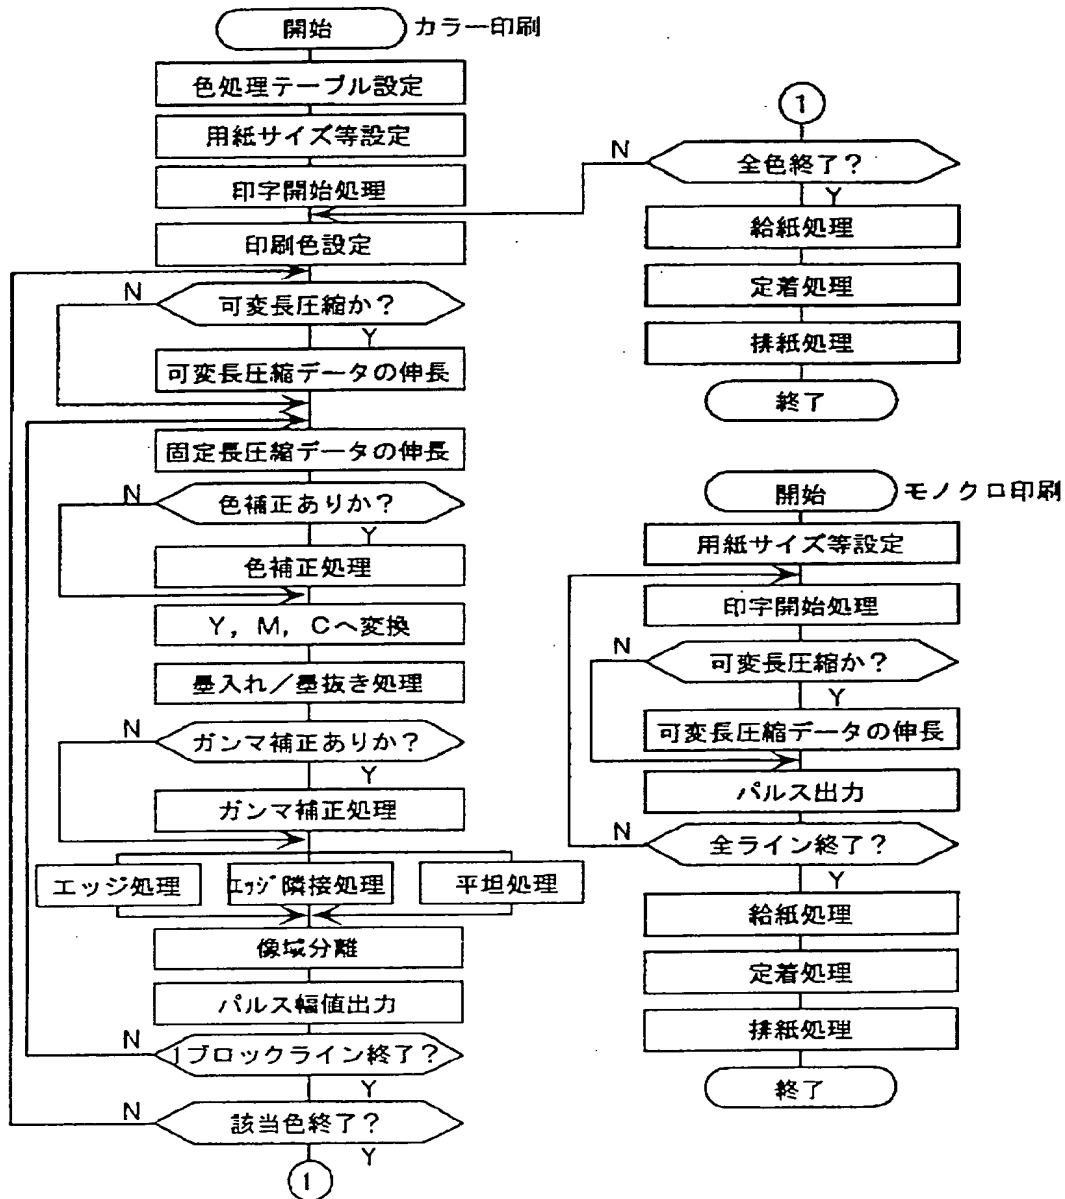 開始 カラー印刷
色処理テーブル設定
用紙サイズ等設定
印字開始処理
印刷色設定
N
可変長圧縮か？
Y
可変長圧縮データの伸長
固定長圧縮データの伸長
N
色補正ありか？
Y
色補正処理
Y，M，Cへ変換
墨入れ／墨抜き処理
N
ガンマ補正ありか？
Y
ガンマ補正処理
エッジ処理
エッジ隣接処理
平坦処理
像域分離
パルス幅値出力
N
1ブロックライン終了？
Y
N
該当色終了？
Y
1
1
N
全色終了？
Y
給紙処理
定着処理
排紙処理
終了
開始 モノクロ印刷
用紙サイズ等設定
印字開始処理
N
可変長圧縮か？
Y
可変長圧縮データの伸長
パルス出力
N
全ライン終了？
Y
給紙処理
定着処理
排紙処理
終了